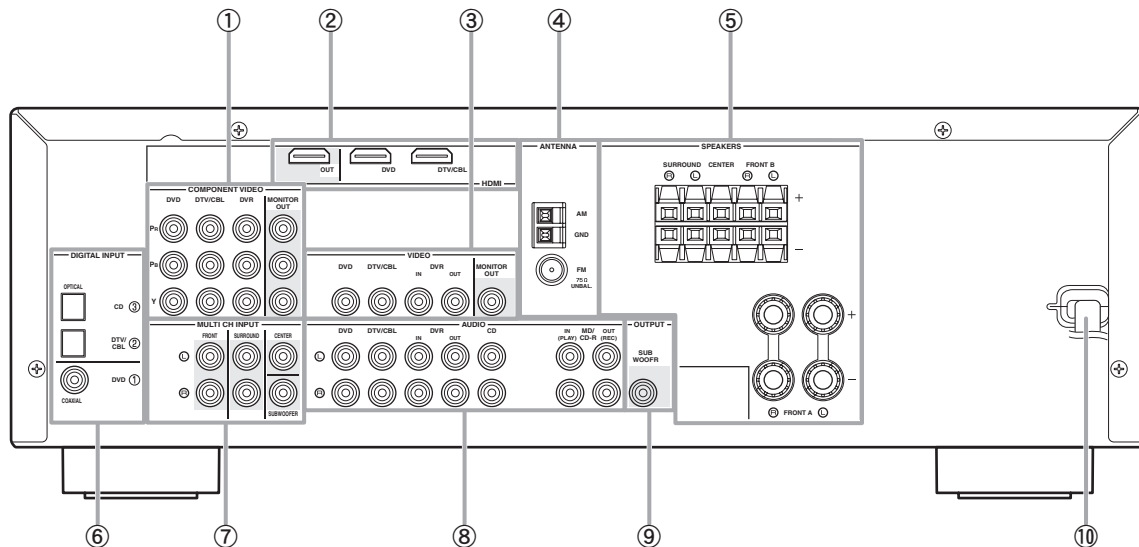 ① ② ③ ④ ⑤
COMPONENT VIDEO
DVD DTV/CBL DVR MONITOR OUT
PR
PB
Y
OUT DVD DTV/CBL
HDMI
VIDEO
DVD DTV/CBL DVR MONITOR OUT
IN OUT
ANTENNA
AM
GND
FM
75Ω
UNBAL.
SPEAKERS
SURROUND CENTER FRONT B
R L R L
+
–
+
–
R FRONT A L
DIGITAL INPUT
OPTICAL
CD ③
DTV/
CBL ②
DVD ①
COAXIAL
MULTI CH INPUT
FRONT SURROUND CENTER
L
R
SUBWOOFER
AUDIO
DVD DTV/CBL DVR CD IN (PLAY) MD/ CD-R OUT (REC)
IN OUT
L
R
OUTPUT
SUB
WOOFR
⑥ ⑦ ⑧ ⑨ ⑩